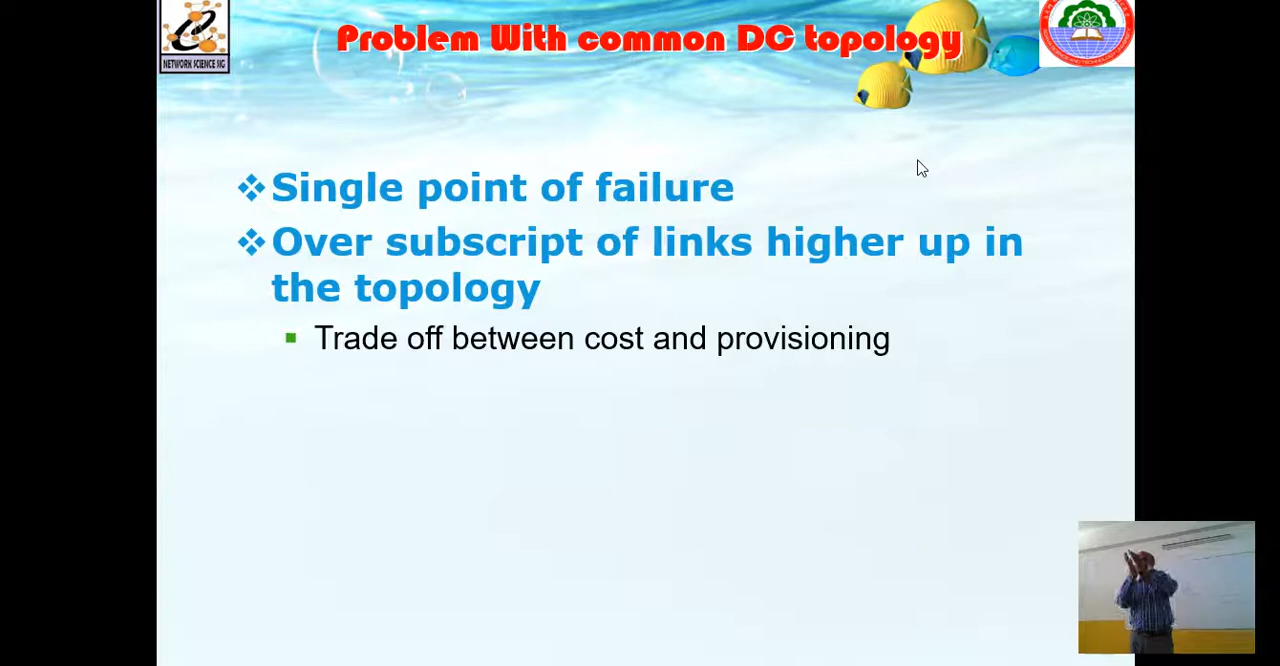 Problem With common DC topology
NETWORK SCIENCE SIG
Single point of failure
Over subscript of links higher up in
the topology
Trade off between cost and provisioning